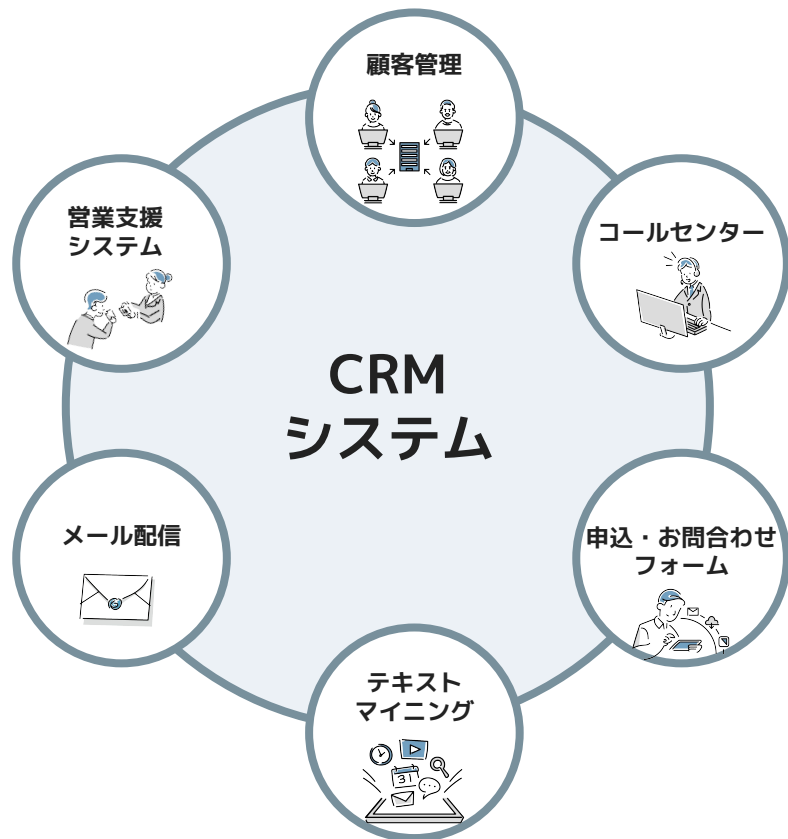 顧客管理
コールセンター
申込・お問合わせ
フォーム
テキスト
マイニング
31
メール配信
営業支援
システム
CRM
システム